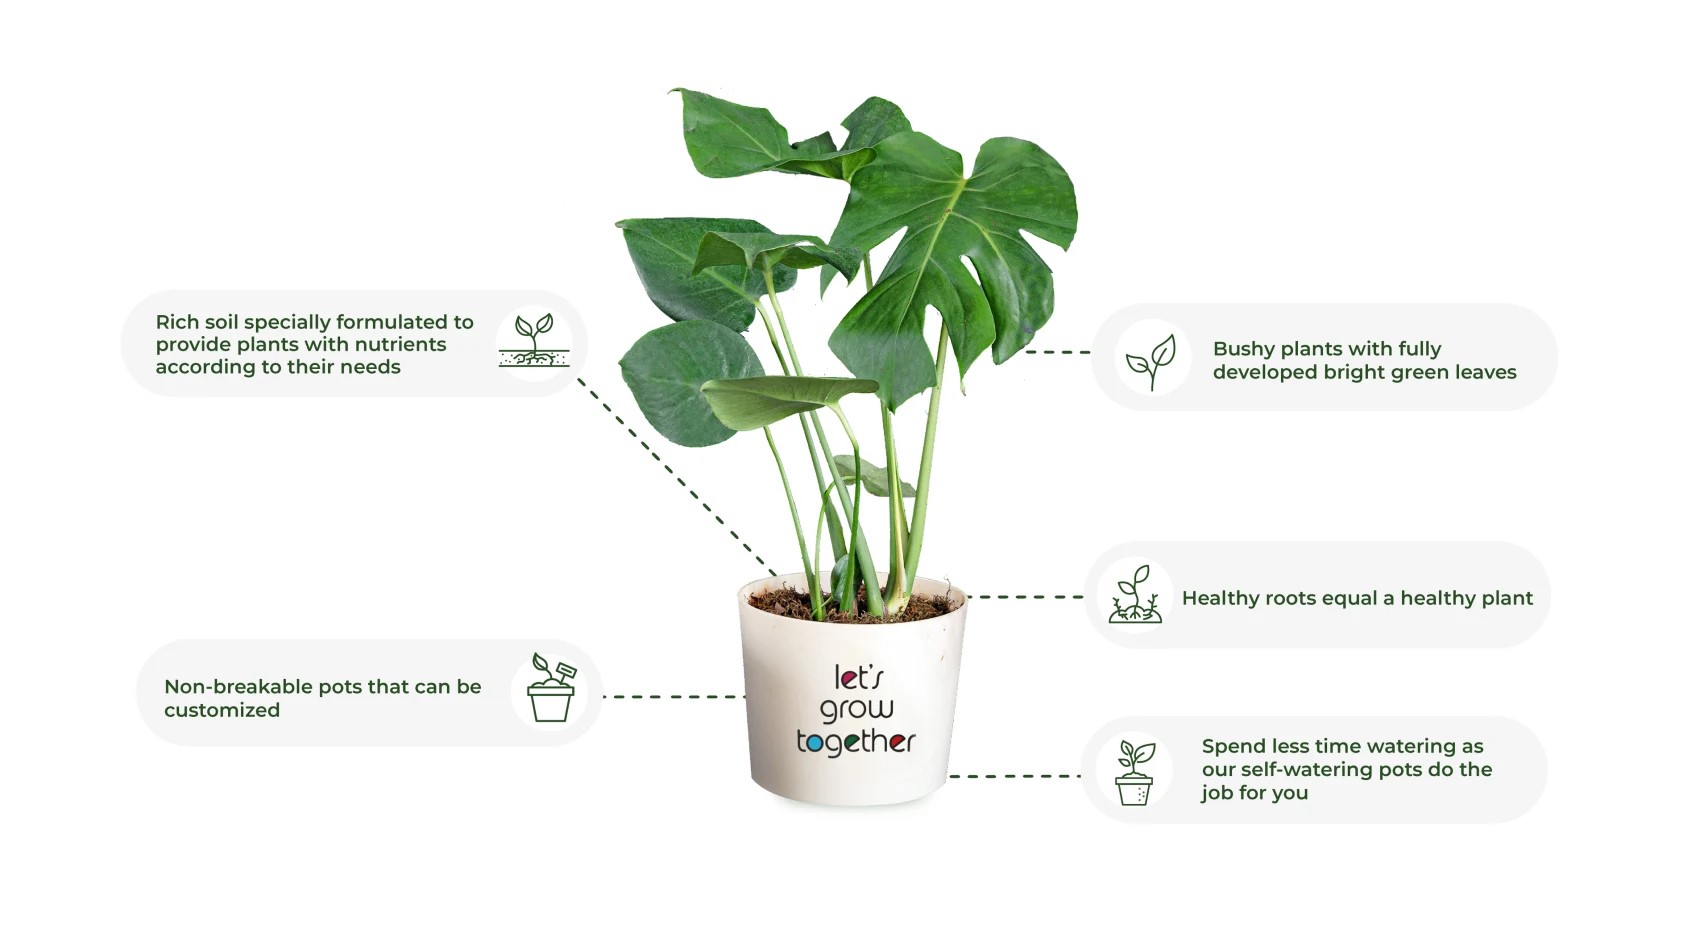 Rich soil specially formulated to
provide plants with nutrients
according to their needs
Bushy plants with fully
developed bright green leaves
Healthy roots equal a healthy plant
Non-breakable pots that can be
customized
let's
grow
together
Spend less time watering as
our self-watering pots do the
job for you